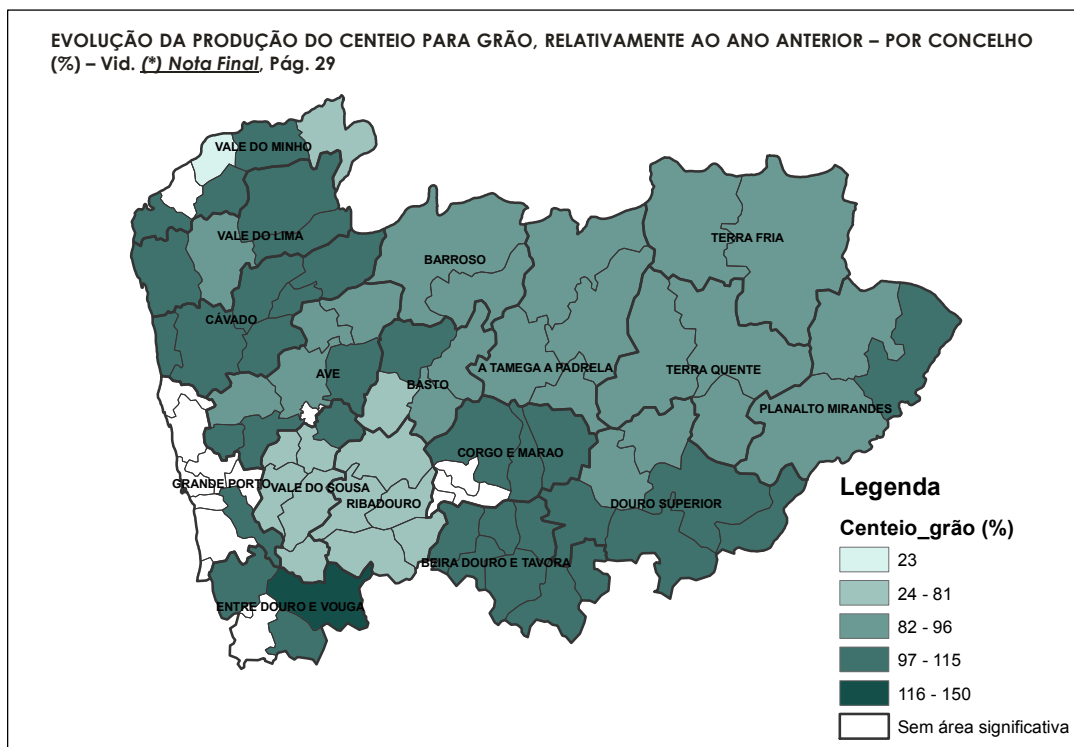 EVOLUÇÃO DA PRODUÇÃO DO CENTEIO PARA GRÃO, RELATIVAMENTE AO ANO ANTERIOR – POR CONCELHO
(%) – Vid. (*) Nota Final, Pág. 29
VALE DO MINHO
VALE DO LIMA
TERRA FRIA
BARROSO
CÁVADO
AVE
BASTO
A TAMEGA A PADRELA
TERRA QUENTE
PLANALTO MIRANDES
CORGO E MARAO
GRANDE PORTO
VALE DO SOUSA
RIBADOURO
DOURO SUPERIOR
BEIRA DOURO E TAVORA
ENTRE DOURO E VOUGA
Legenda
Centeio_grão (%)
23
24 - 81
82 - 96
97 - 115
116 - 150
Sem área significativa